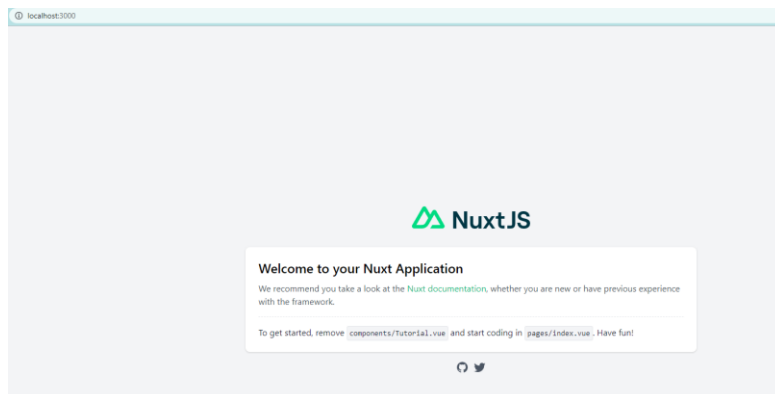 localhost:3000
NuxtJS
Welcome to your Nuxt Application
We recommend you take a look at the Nuxt documentation, whether you are new or have previous experience
with the framework.
To get started, remove components/Tutorial.vue and start coding in pages/index.vue. Have fun!